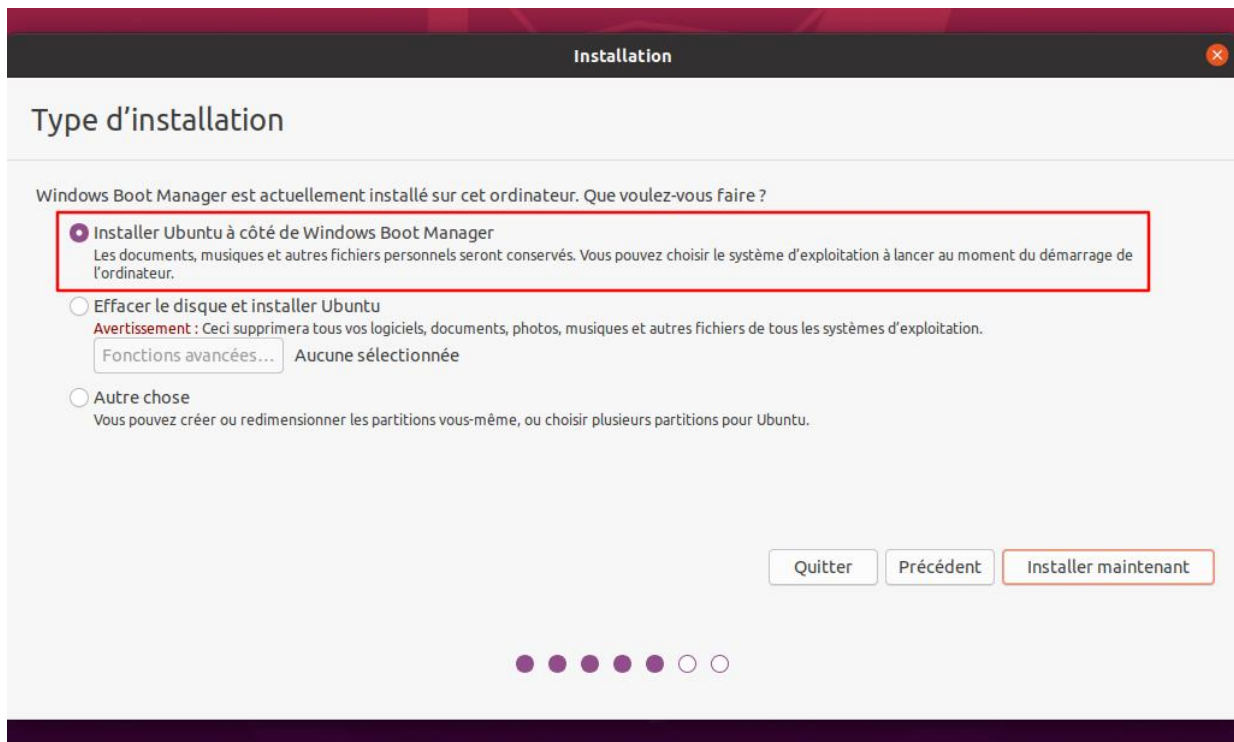 Installation
Type d’installation
Windows Boot Manager est actuellement installé sur cet ordinateur. Que voulez-vous faire ?
Installer Ubuntu à côté de Windows Boot Manager
Les documents, musiques et autres fichiers personnels seront conservés. Vous pouvez choisir le système d’exploitation à lancer au moment du démarrage de
l’ordinateur.
Effacer le disque et installer Ubuntu
Avertissement : Ceci supprimera tous vos logiciels, documents, photos, musiques et autres fichiers de tous les systèmes d’exploitation.
Fonctions avancées... Aucune sélectionnée
Autre chose
Vous pouvez créer ou redimensionner les partitions vous-même, ou choisir plusieurs partitions pour Ubuntu.
Quitter Précédent Installer maintenant